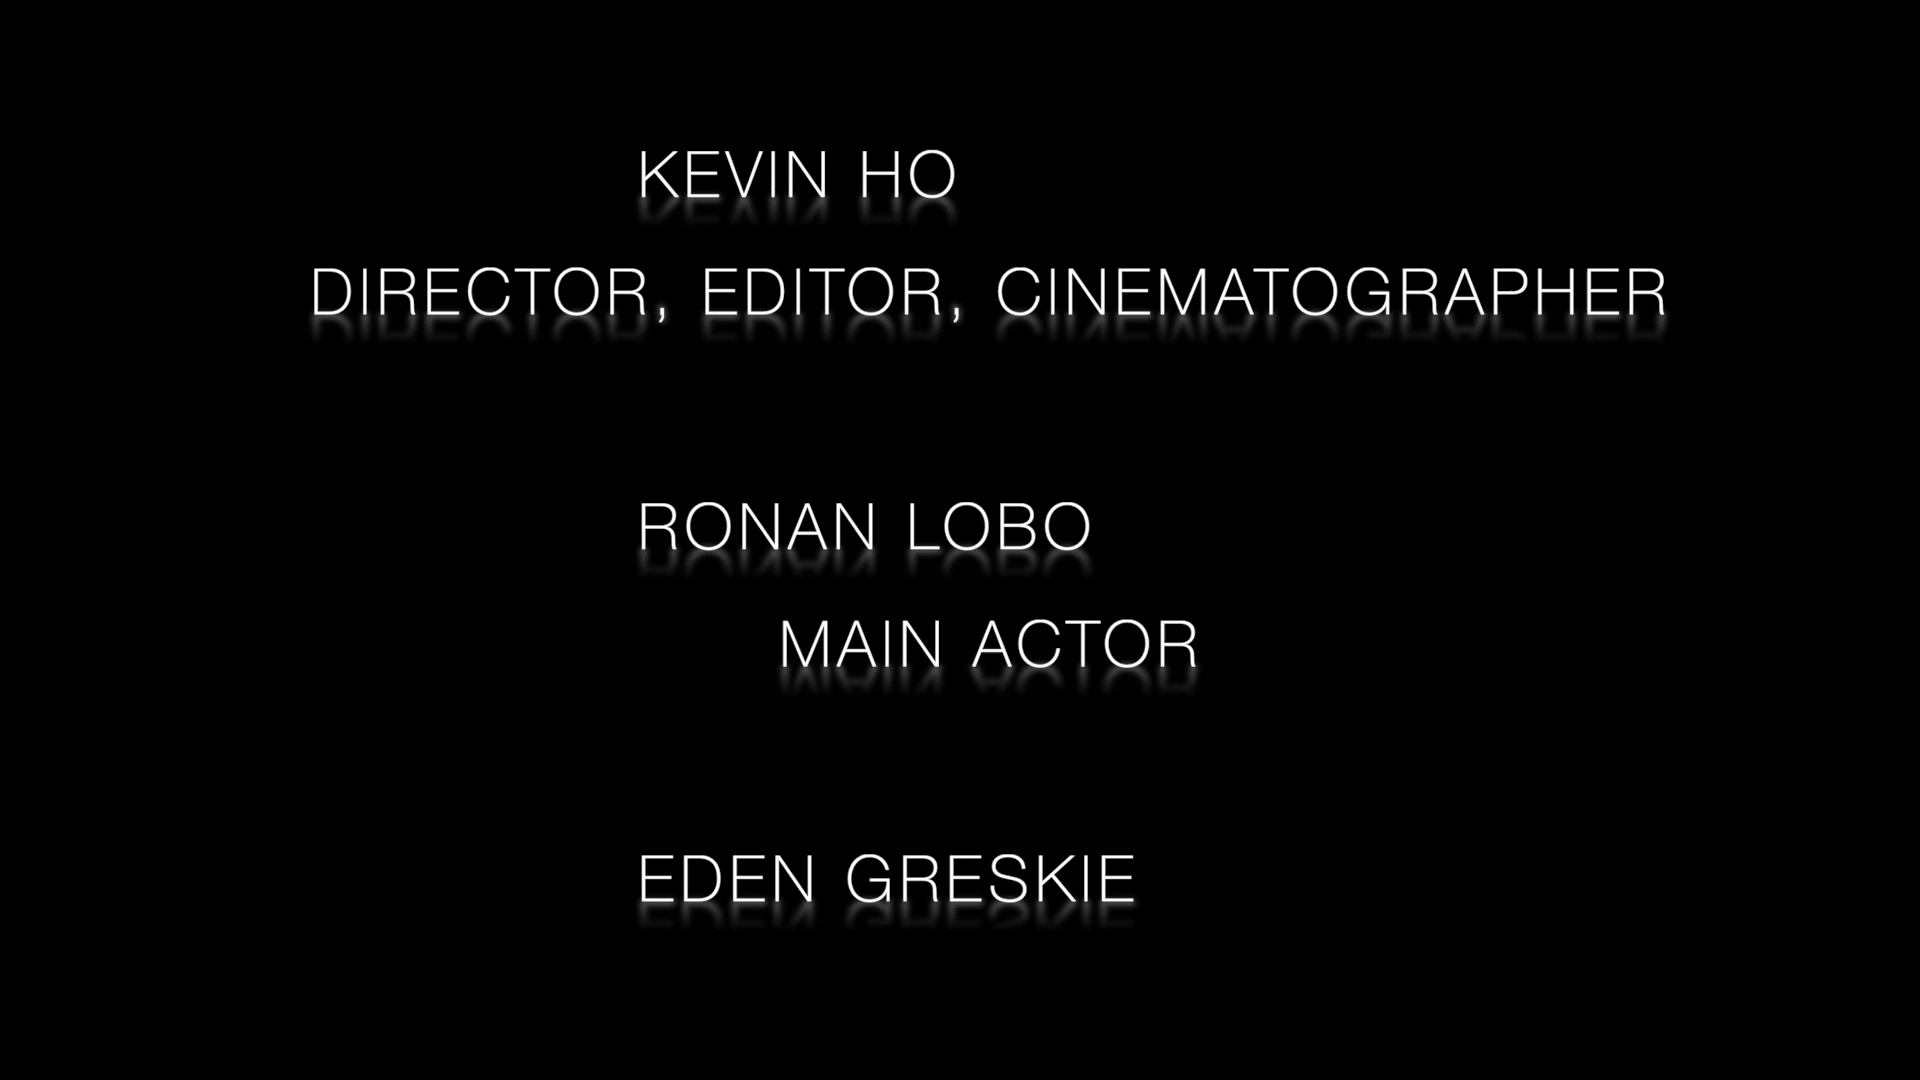 KEVIN HO
DIRECTOR, EDITOR, CINEMATOGRAPHER
RONAN LOBO
MAIN ACTOR
EDEN GRESKIE